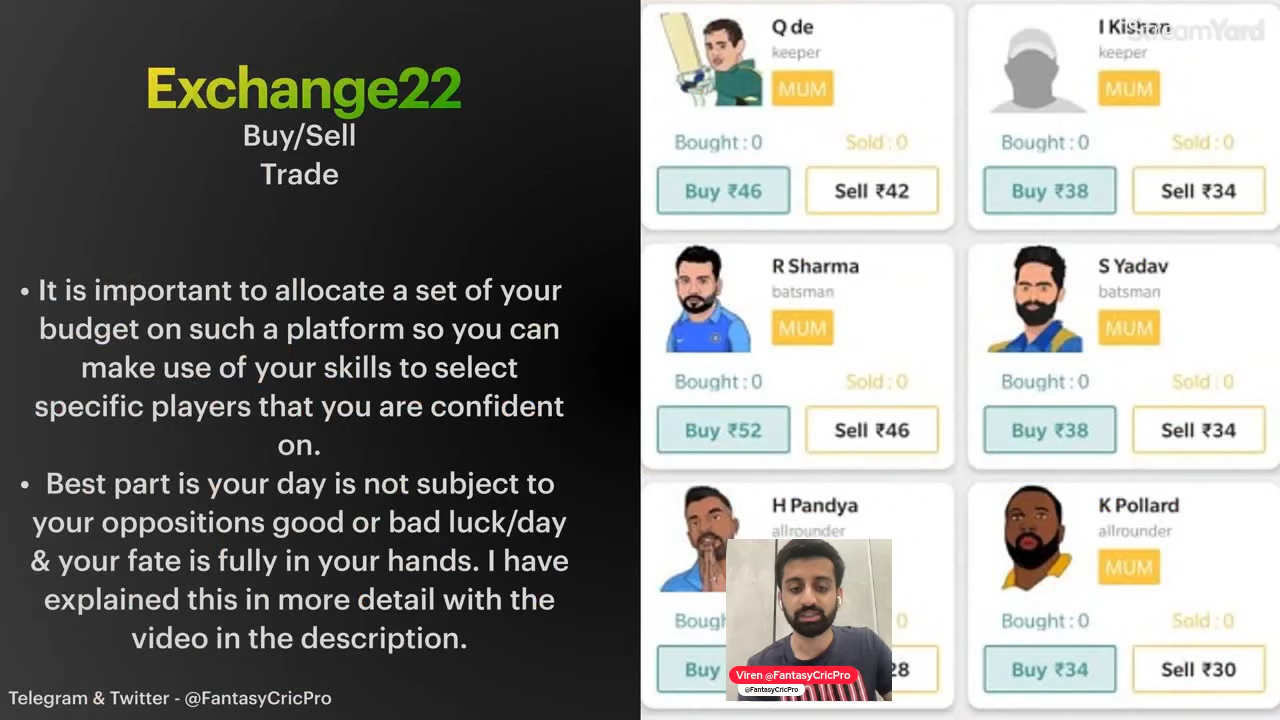 Exchange22
Buy/Sell
Trade
• It is important to allocate a set of your
budget on such a platform so you can
make use of your skills to select
specific players that you are confident
on.
• Best part is your day is not subject to
your oppositions good or bad luck/day
& your fate is fully in your hands. I have
explained this in more detail with the
video in the description.
Telegram & Twitter - @FantasyCricPro
StreamYard
Q de
keeper
MUM
Bought : 0 Sold : 0
Buy ₹46 Sell ₹42
I Kishan
keeper
MUM
Bought : 0 Sold : 0
Buy ₹38 Sell ₹34
R Sharma
batsman
MUM
Bought : 0 Sold : 0
Buy ₹52 Sell ₹46
S Yadav
batsman
MUM
Bought : 0 Sold : 0
Buy ₹38 Sell ₹34
H Pandya
allrounder
0
Buy 28
K Pollard
allrounder
MUM
Bought : 0 Sold : 0
Buy ₹34 Sell ₹30
Viren @FantasyCricPro
@FantasyCricPro